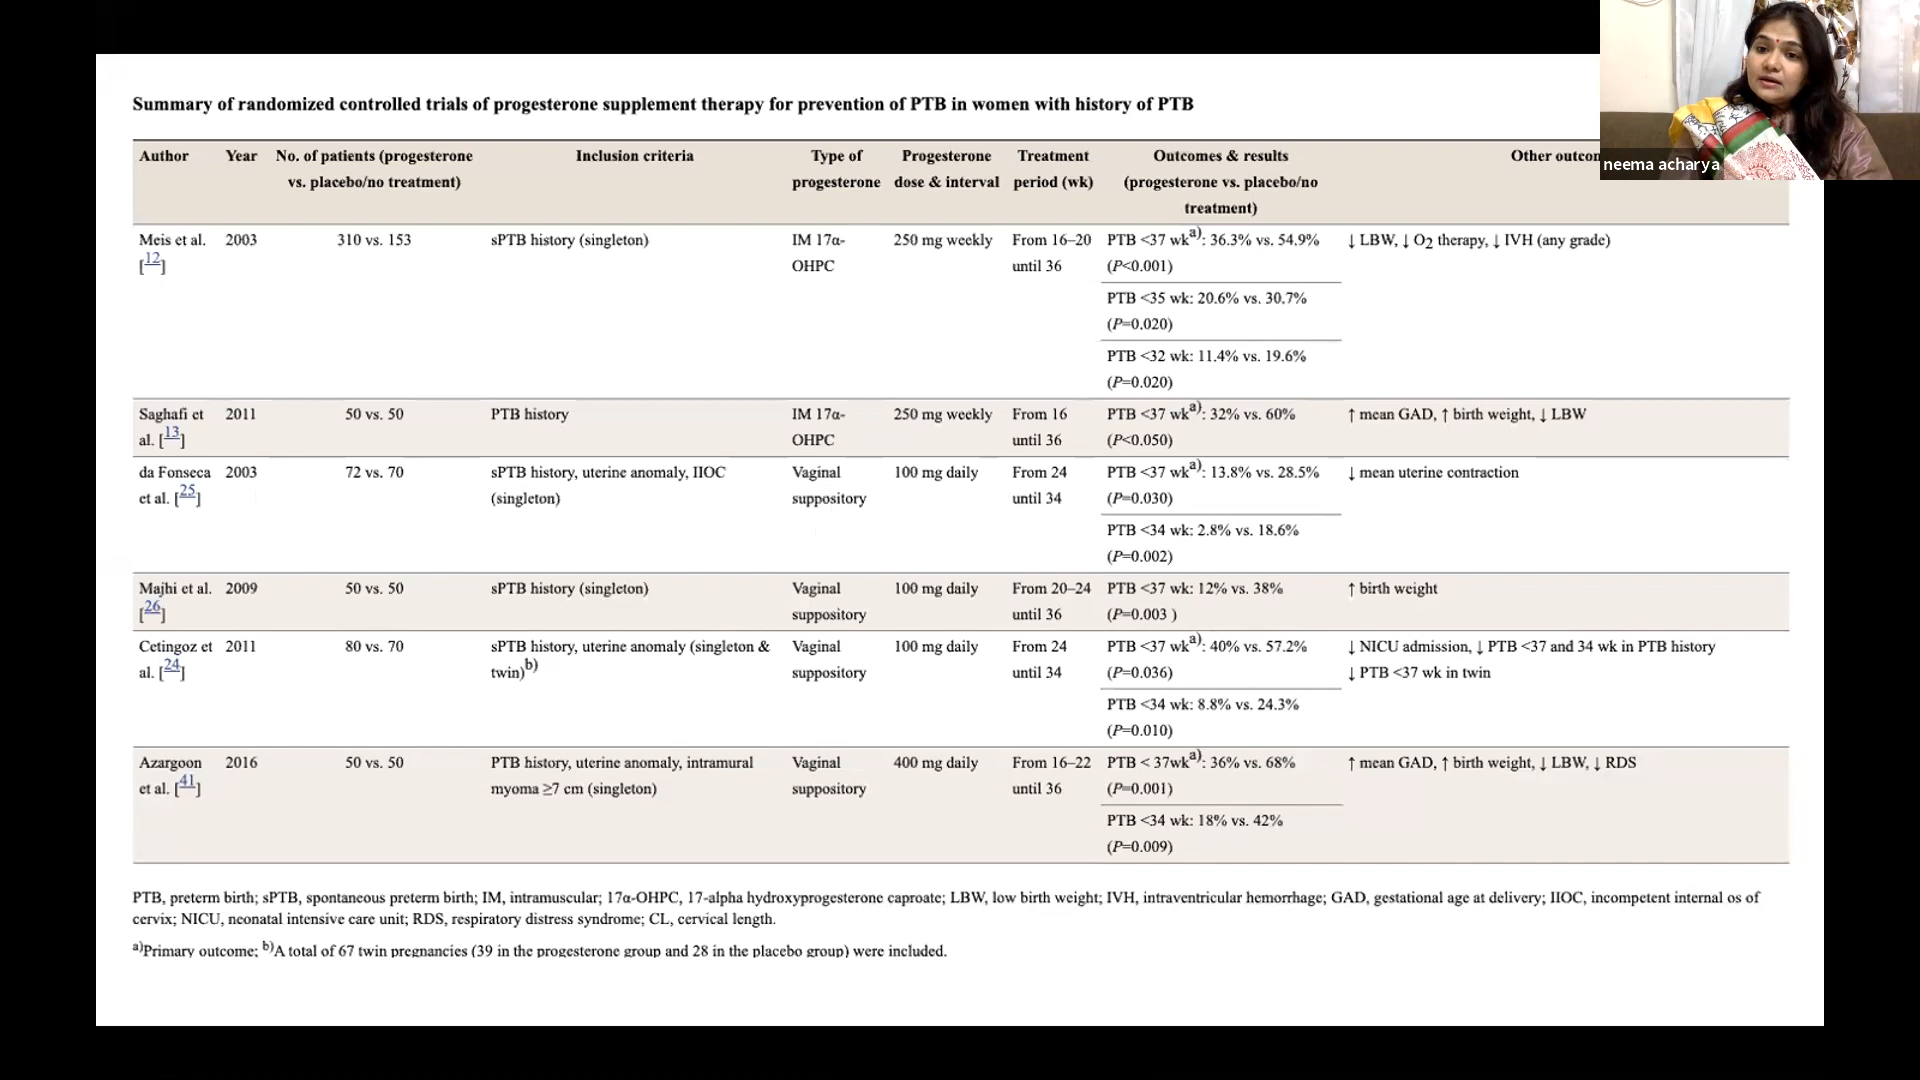 Summary of randomized controlled trials of progesterone supplement therapy for prevention of PTB in women with history of PTB
Author Year No. of patients (progesterone vs. placebo/no treatment) Inclusion criteria Type of progesterone Progesterone dose & interval Treatment period (wk) Outcomes & results (progesterone vs. placebo/no treatment) Other
neema acharya
Meis et al. 2003 310 vs. 153 sPTB history (singleton) IM 17α- 250 mg weekly From 16–20 PTB <37 wk^a): 36.3% vs. 54.9% ↓ LBW, ↓ O2 therapy, ↓ IVH (any grade)
[12] OHPC until 36 (P<0.001)
PTB <35 wk: 20.6% vs. 30.7%
(P=0.020)
PTB <32 wk: 11.4% vs. 19.6%
(P=0.020)
Saghafi et 2011 50 vs. 50 PTB history IM 17α- 250 mg weekly From 16 PTB <37 wk^a): 32% vs. 60% ↑ mean GAD, ↑ birth weight, ↓ LBW
al. [13] OHPC until 36 (P<0.050)
da Fonseca 2003 72 vs. 70 sPTB history, uterine anomaly, IIOC Vaginal 100 mg daily From 24 PTB <37 wk^a): 13.8% vs. 28.5% ↓ mean uterine contraction
et al. [25] (singleton) suppository until 34 (P=0.030)
PTB <34 wk: 2.8% vs. 18.6%
(P=0.002)
Majhi et al. 2009 50 vs. 50 sPTB history (singleton) Vaginal 100 mg daily From 20–24 PTB <37 wk: 12% vs. 38% ↑ birth weight
[26] suppository until 36 (P=0.003 )
Cetingoz et 2011 80 vs. 70 sPTB history, uterine anomaly (singleton & Vaginal 100 mg daily From 24 PTB <37 wk^a): 40% vs. 57.2% ↓ NICU admission, ↓ PTB <37 and 34 wk in PTB history
al. [24] twin)^b) suppository until 34 (P=0.036) ↓ PTB <37 wk in twin
PTB <34 wk: 8.8% vs. 24.3%
(P=0.010)
Azargoon 2016 50 vs. 50 PTB history, uterine anomaly, intramural Vaginal 400 mg daily From 16–22 PTB < 37wk^a): 36% vs. 68% ↑ mean GAD, ↑ birth weight, ↓ LBW, ↓ RDS
et al. [41] myoma ≥7 cm (singleton) suppository until 36 (P=0.001)
PTB <34 wk: 18% vs. 42%
(P=0.009)
PTB, preterm birth; sPTB, spontaneous preterm birth; IM, intramuscular; 17α-OHPC, 17-alpha hydroxyprogesterone caproate; LBW, low birth weight; IVH, intraventricular hemorrhage; GAD, gestational age at delivery; IIOC, incompetent internal os of
cervix; NICU, neonatal intensive care unit; RDS, respiratory distress syndrome; CL, cervical length.
^a)Primary outcome; ^b)A total of 67 twin pregnancies (39 in the progesterone group and 28 in the placebo group) were included.